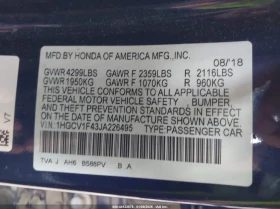 MFD. BY HONDA OF AMERICA MFG.,INC. 08/18
GVWR 4299LBS GAWR F 2359LBS R 2116LBS
GVWR 1950KG GAWR F 1070KG R 960KG
THIS VEHICLE CONFORMS TO ALL APPLICABLE
FEDERAL MOTOR VEHICLE SAFETY, BUMPER,
AND THEFT PREVENTION STANDARDS IN EFFECT
ON THE DATE OF MANUFACTURE SHOWN ABOVE.
VIN: 1HGCV1F43JA226495 TYPE: PASSENGER CAR
TVA J AH6 B588PV B A
V7